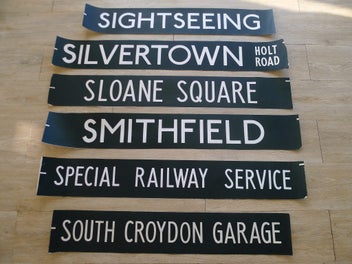 SIGHTSEEING
SILVERTOWN HOLT ROAD
SLOANE SQUARE
SMITHFIELD
SPECIAL RAILWAY SERVICE
SOUTH CROYDON GARAGE